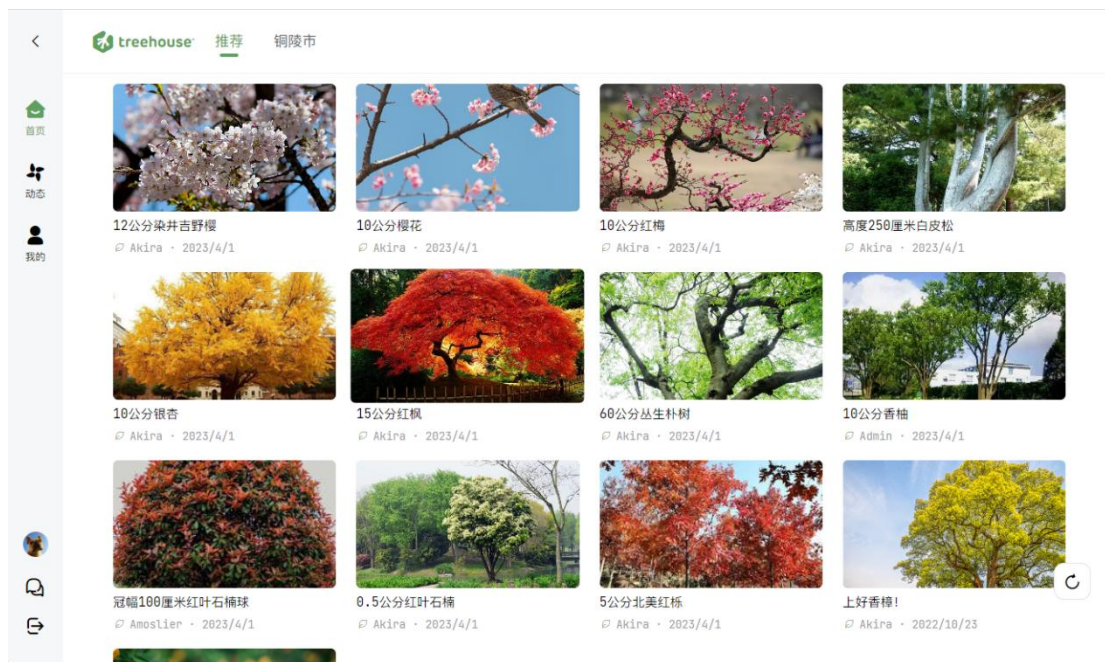 treehouse
推荐
铜陵市
首页
动态
我的
12公分染井吉野樱
10公分樱花
10公分红梅
高度250厘米白皮松
Akira · 2023/4/1
Akira · 2023/4/1
Akira · 2023/4/1
Akira · 2023/4/1
10公分银杏
15公分红枫
60公分丛生朴树
10公分香柚
Akira · 2023/4/1
Akira · 2023/4/1
Akira · 2023/4/1
Admin · 2023/4/1
冠幅100厘米红叶石楠球
0.5公分红叶石楠
5公分北美红栎
上好香樟!
Amoslier · 2023/4/1
Akira · 2023/4/1
Akira · 2023/4/1
Akira · 2022/10/23